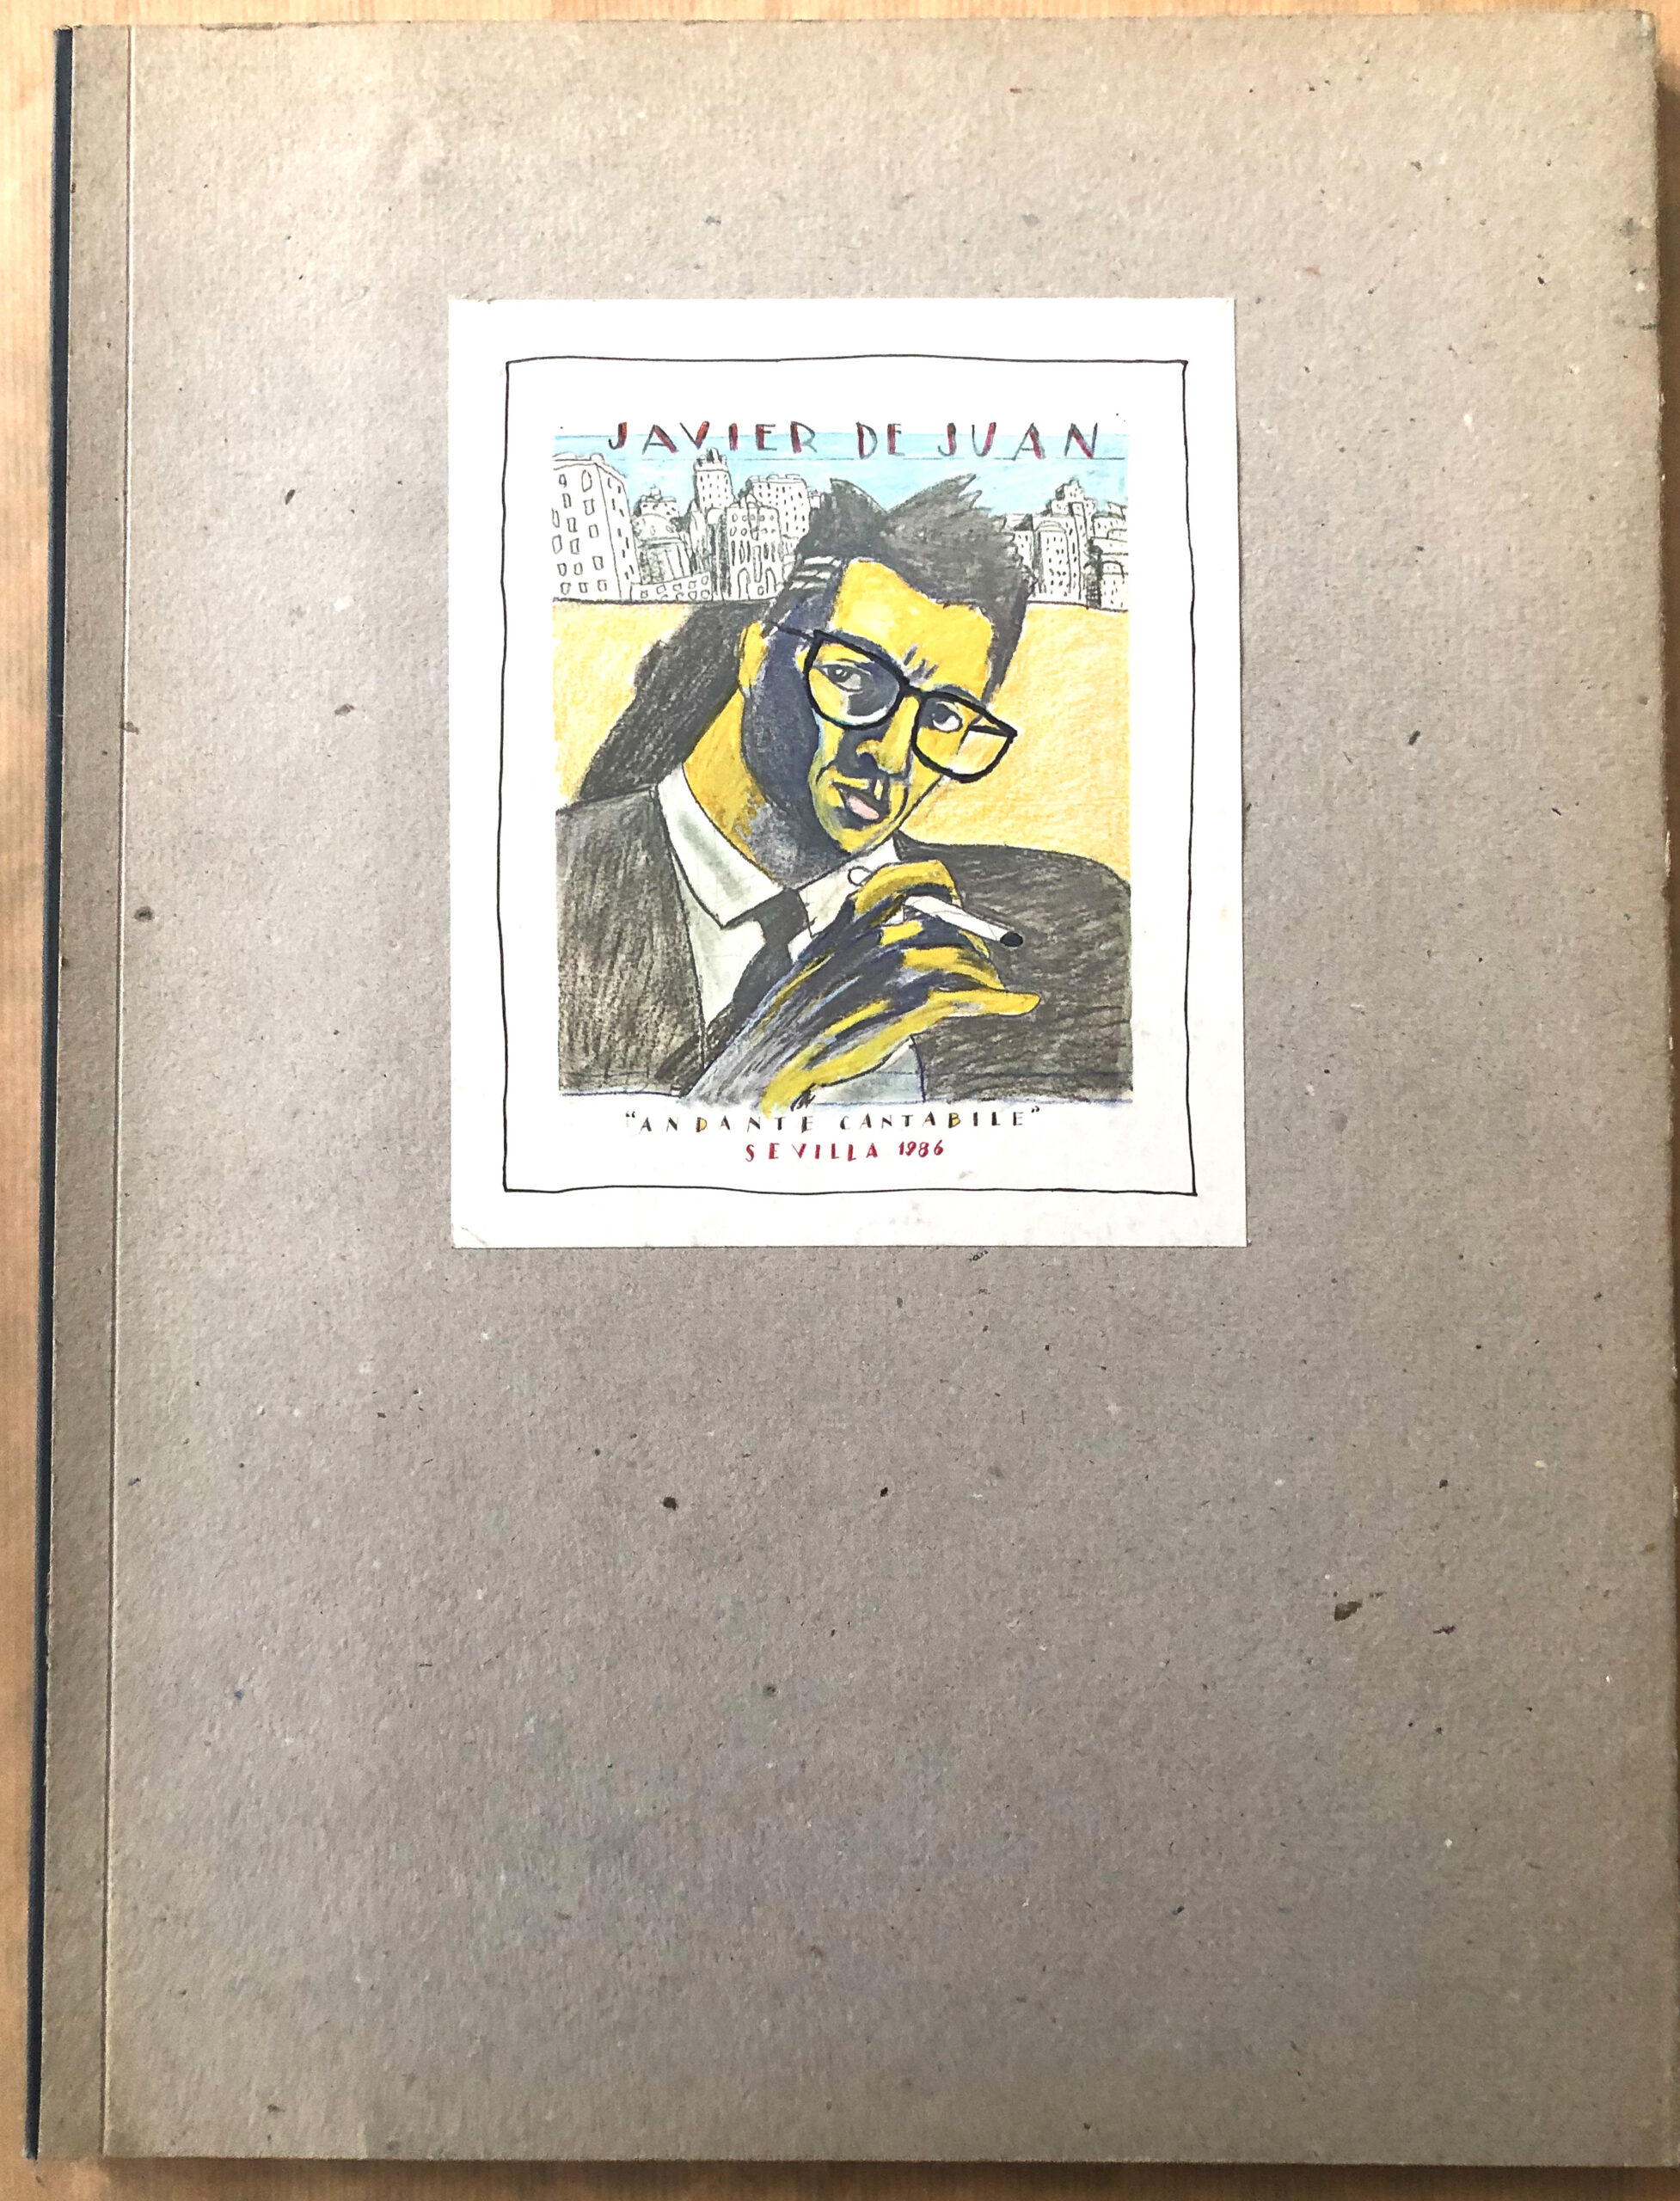 JAVIER DE JUAN
"ANDANTE CANTABILE"
SEVILLA 1986